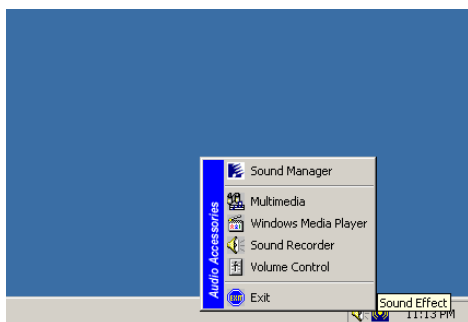 Audio Accessories
Sound Manager
Multimedia
Windows Media Player
Sound Recorder
Volume Control
Exit
Sound Effect
11:13 PM